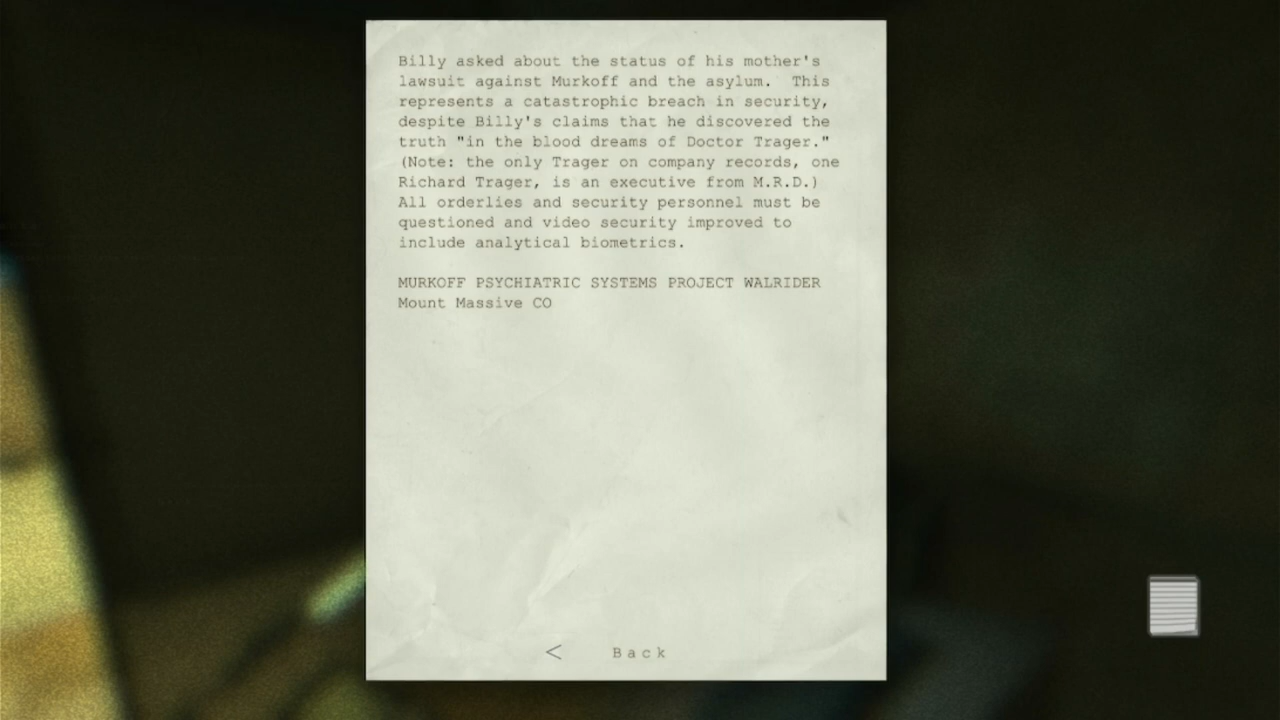 Billy asked about the status of his mother's
lawsuit against Murkoff and the asylum.  This
represents a catastrophic breach in security,
despite Billy's claims that he discovered the
truth "in the blood dreams of Doctor Trager."
(Note: the only Trager on company records, one
Richard Trager, is an executive from M.R.D.)
All orderlies and security personnel must be
questioned and video security improved to
include analytical biometrics.

MURKOFF PSYCHIATRIC SYSTEMS PROJECT WALRIDER
Mount Massive CO
< Back